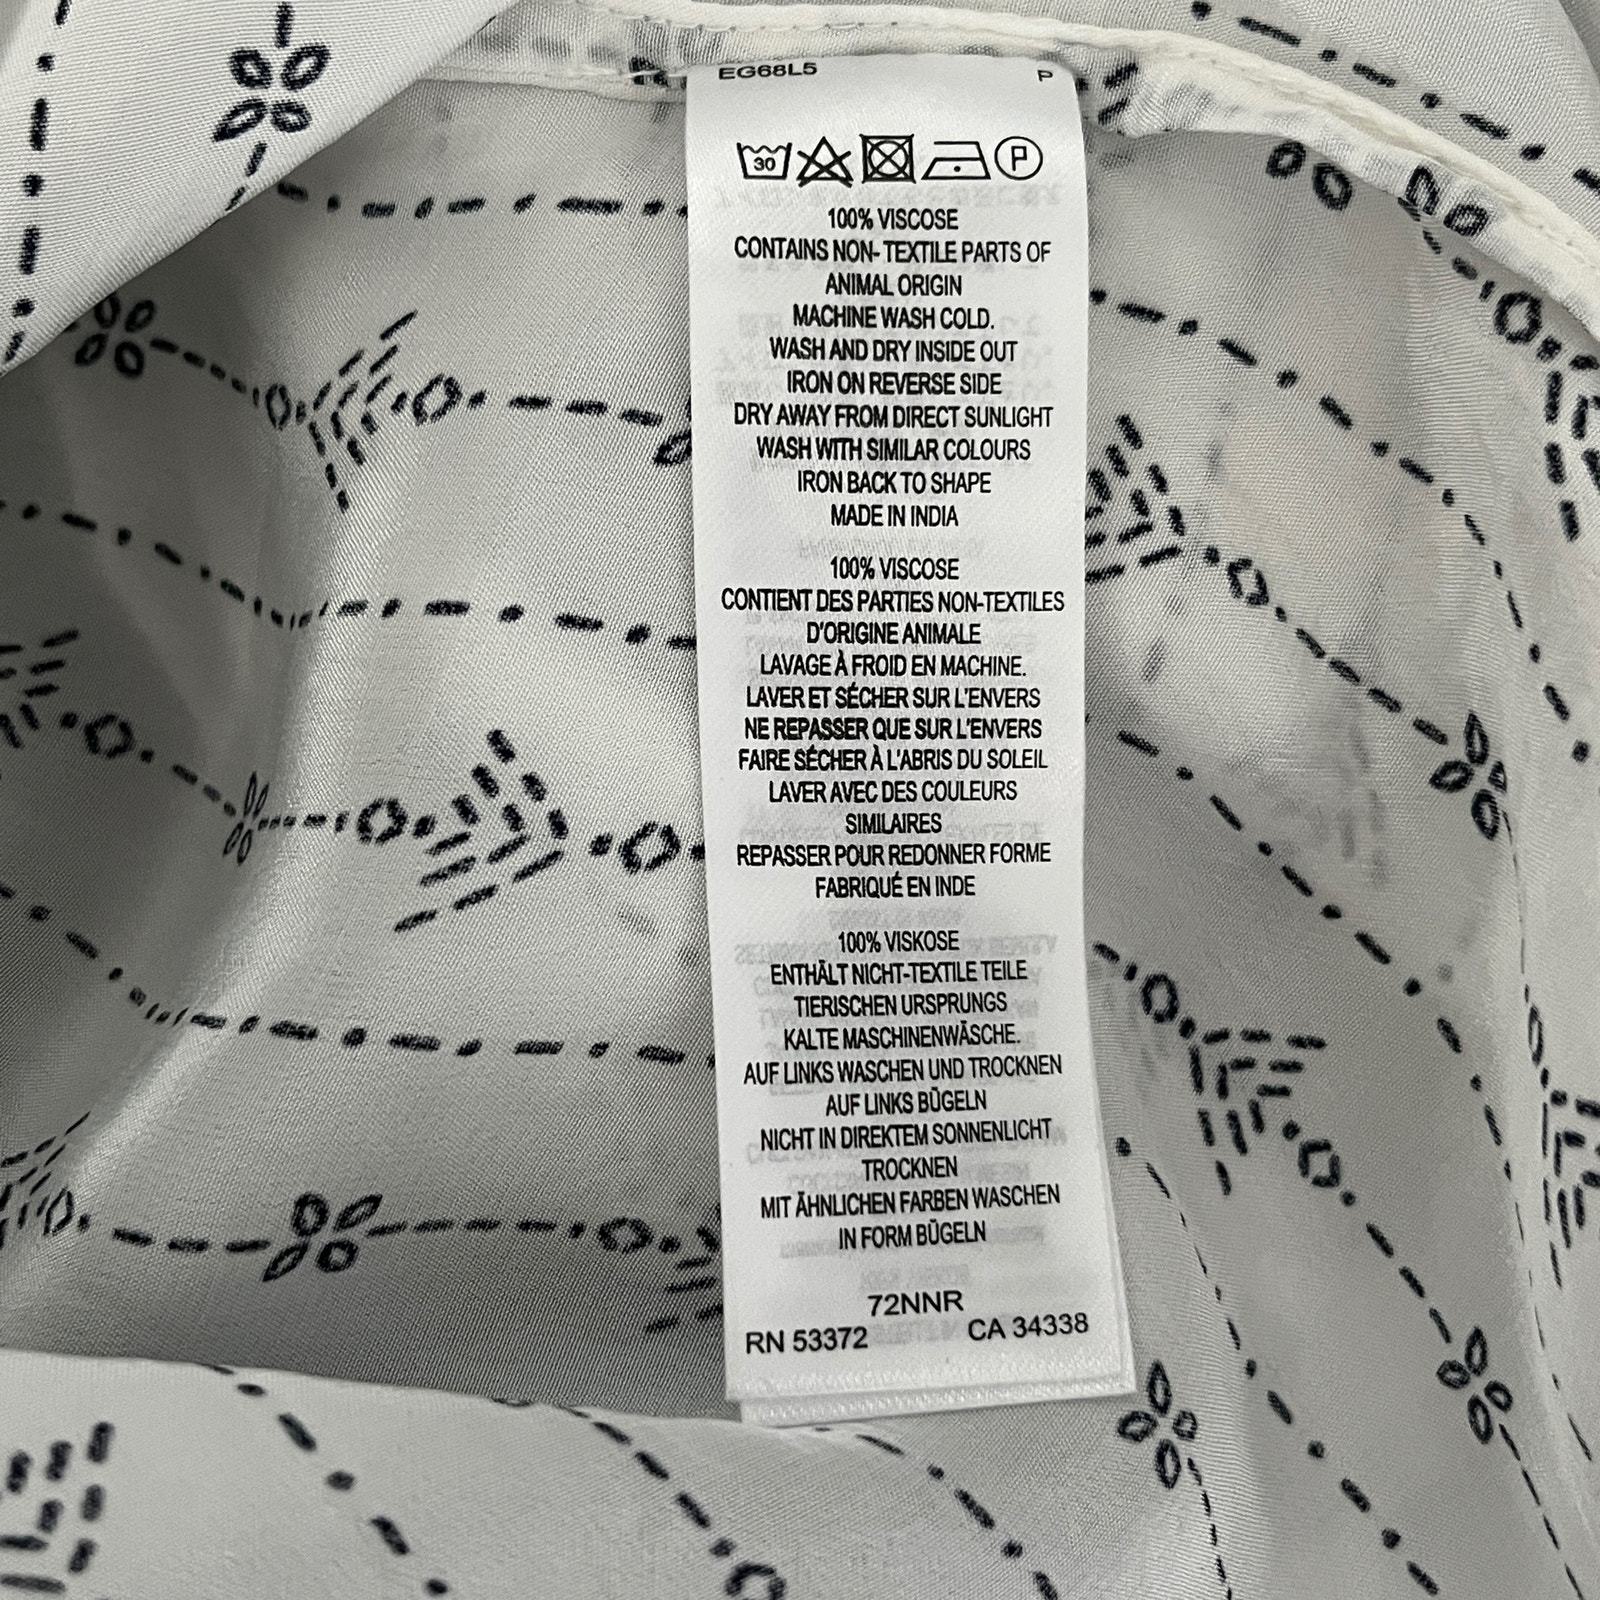 EG68L5 P
30 P
100% VISCOSE
CONTAINS NON- TEXTILE PARTS OF
ANIMAL ORIGIN
MACHINE WASH COLD.
WASH AND DRY INSIDE OUT
IRON ON REVERSE SIDE
DRY AWAY FROM DIRECT SUNLIGHT
WASH WITH SIMILAR COLOURS
IRON BACK TO SHAPE
MADE IN INDIA
100% VISCOSE
CONTIENT DES PARTIES NON-TEXTILES
D'ORIGINE ANIMALE
LAVAGE À FROID EN MACHINE.
LAVER ET SÉCHER SUR L'ENVERS
NE REPASSER QUE SUR L'ENVERS
FAIRE SÉCHER À L'ABRIS DU SOLEIL
LAVER AVEC DES COULEURS
SIMILAIRES
REPASSER POUR REDONNER FORME
FABRIQUÉ EN INDE
100% VISKOSE
ENTHÄLT NICHT-TEXTILE TEILE
TIERISCHEN URSPRUNGS
KALTE MASCHINENWÄSCHE.
AUF LINKS WASCHEN UND TROCKNEN
AUF LINKS BÜGELN
NICHT IN DIREKTEM SONNENLICHT
TROCKNEN
MIT ÄHNLICHEN FARBEN WASCHEN
IN FORM BÜGELN
72NNR
RN 53372 CA 34338